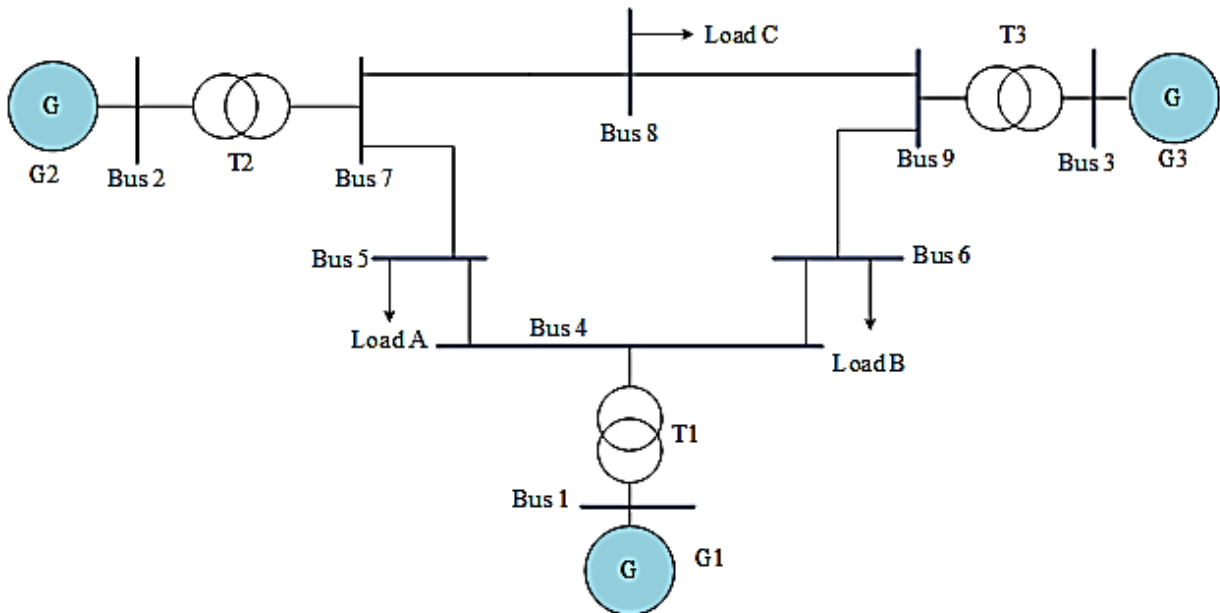 Load C
T3
G
G
Bus 8
Bus 9
Bus 3
G3
G2
Bus 2
T2
Bus 7
Bus 5
Bus 6
Load A
Bus 4
Load B
T1
Bus 1
G
G1